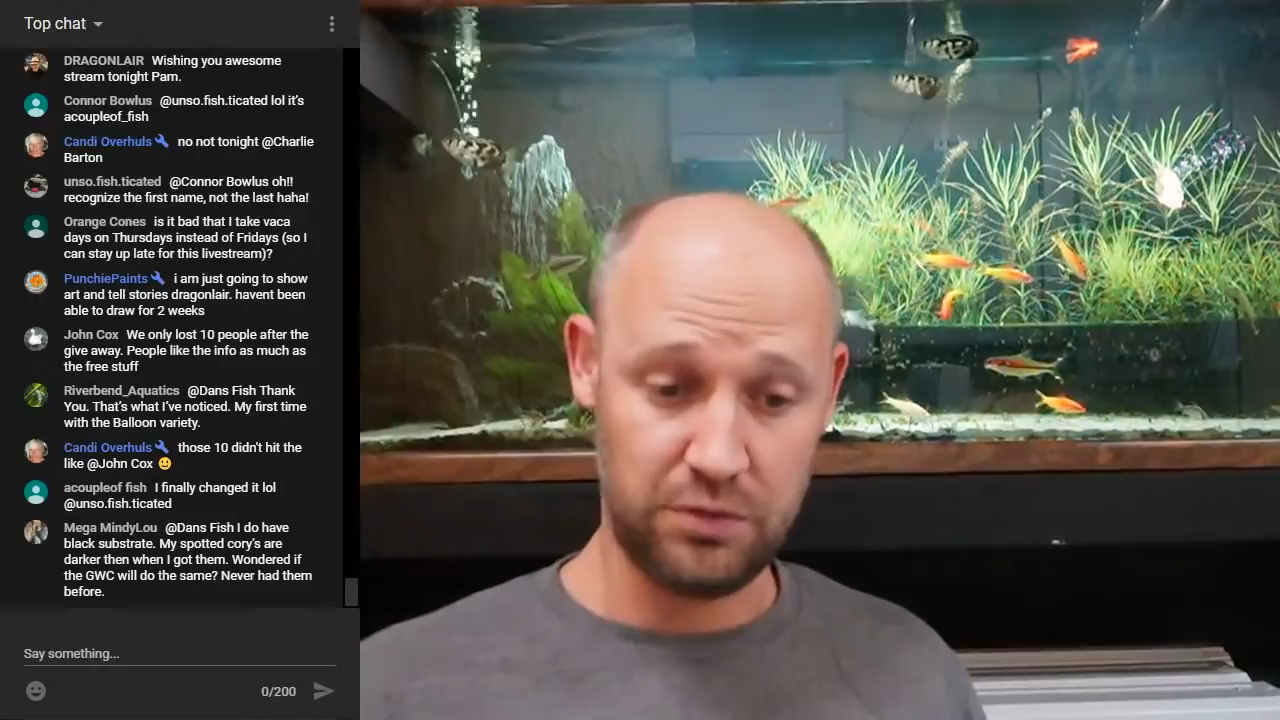 Top chat
DRAGONLAIR Wishing you awesome
stream tonight Pam.
Connor Bowlus @unso.fish.ticated lol it's
acoupleof_fish
Candi Overhuls no not tonight @Charlie
Barton
unso.fish.ticated @Connor Bowlus oh!!
recognize the first name, not the last haha!
Orange Cones is it bad that I take vaca
days on Thursdays instead of Fridays (so I
can stay up late for this livestream)?
PunchiePaints i am just going to show
art and tell stories dragonlair. havent been
able to draw for 2 weeks
John Cox We only lost 10 people after the
give away. People like the info as much as
the free stuff
Riverbend_Aquatics @Dans Fish Thank
You. That's what I've noticed. My first time
with the Balloon variety.
Candi Overhuls those 10 didn't hit the
like @John Cox 🙂
acoupleof fish I finally changed it lol
@unso.fish.ticated
Mega MindyLou @Dans Fish I do have
black substrate. My spotted cory's are
darker then when I got them. Wondered if
the GWC will do the same? Never had them
before.
Say something...
0/200